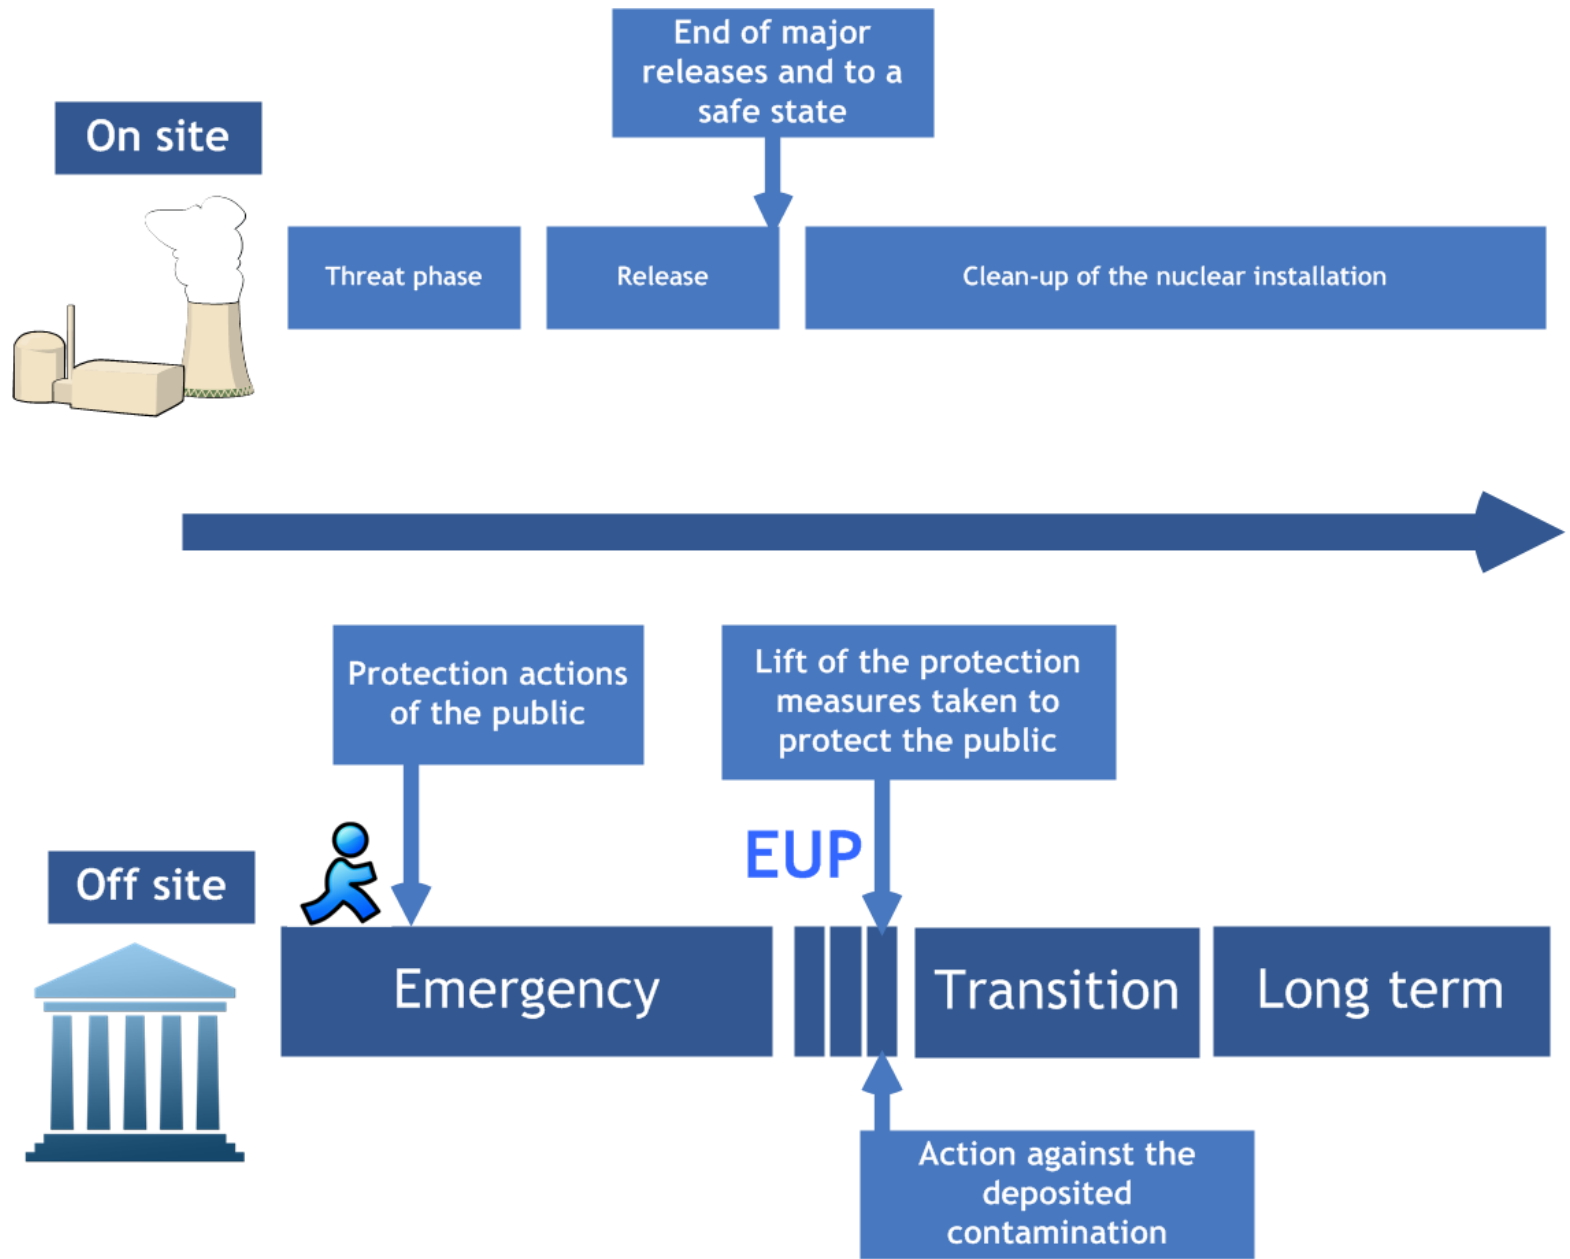 End of major
releases and to a
safe state
On site
Threat phase
Release
Clean-up of the nuclear installation
Protection actions
of the public
Lift of the protection
measures taken to
protect the public
EUP
Off site
Emergency
Transition
Long term
Action against the
deposited
contamination